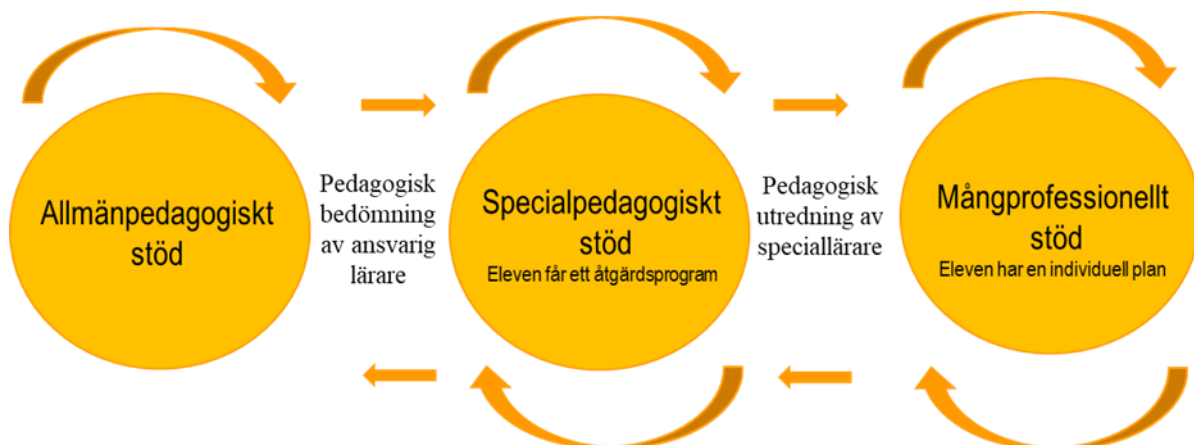 Allmänpedagogiskt
stöd
Pedagogisk
bedömning
av ansvarig
lärare
Specialpedagogiskt
stöd
Eleven får ett åtgärdsprogram
Pedagogisk
utredning av
speciallärare
Mångprofessionellt
stöd
Eleven har en individuell plan